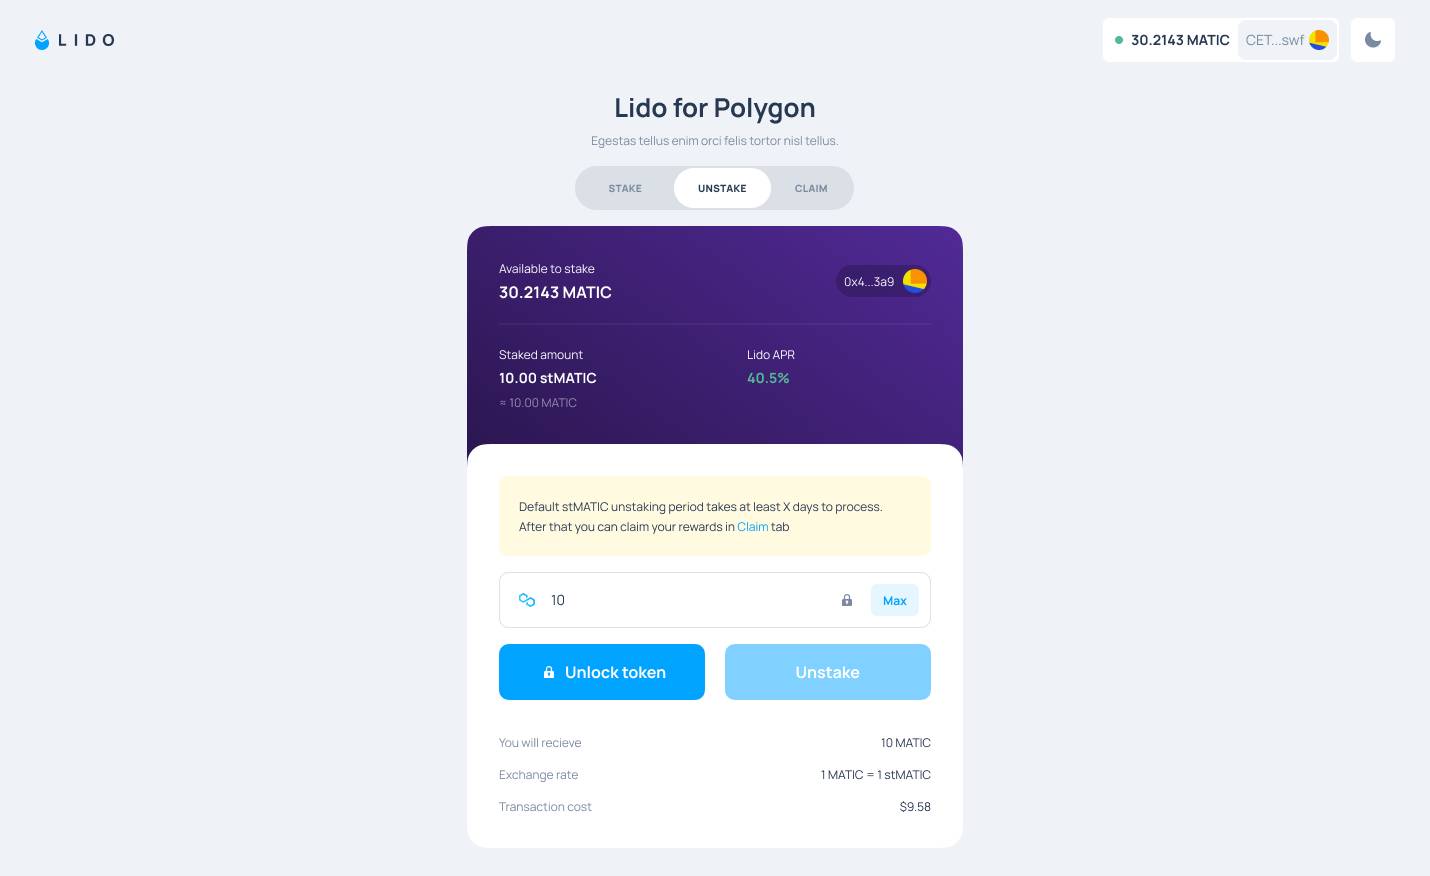 LIDO
30.2143 MATIC CET...swf
Lido for Polygon
Egestas tellus enim orci felis tortor nisl tellus.
STAKE UNSTAKE CLAIM
Available to stake
30.2143 MATIC
0x4...3a9
Staked amount Lido APR
10.00 stMATIC 40.5%
≈ 10.00 MATIC
Default stMATIC unstaking period takes at least X days to process.
After that you can claim your rewards in Claim tab
10 Max
Unlock token Unstake
You will recieve 10 MATIC
Exchange rate 1 MATIC = 1 stMATIC
Transaction cost $9.58